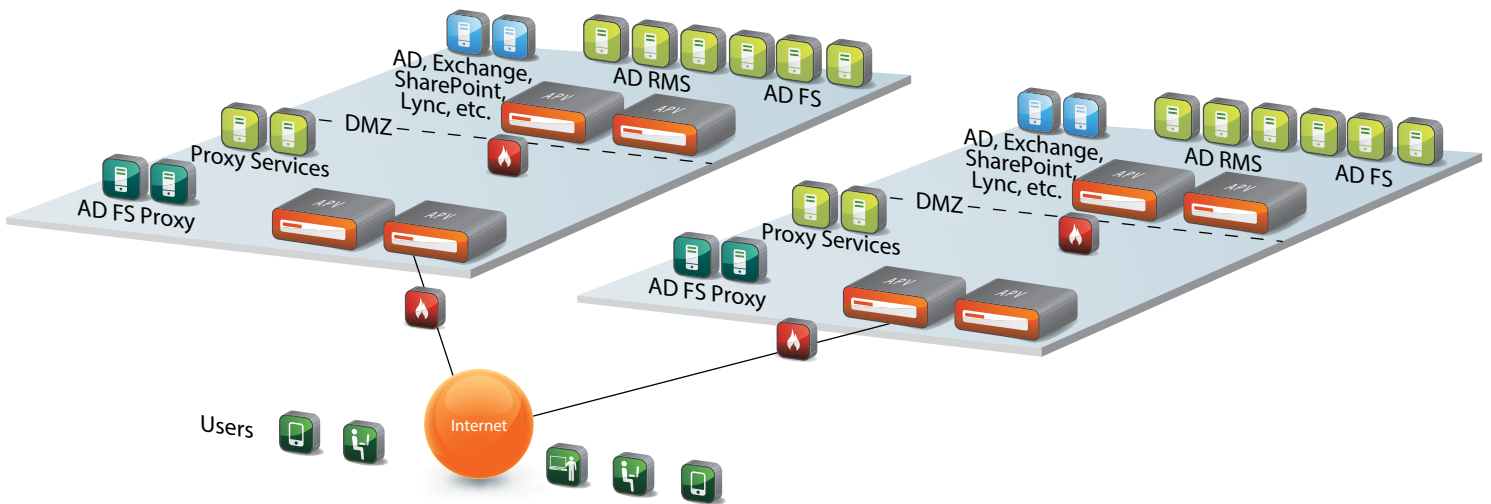 AD, Exchange,
SharePoint,
Lync, etc.
AD RMS
AD FS
APV
APV
DMZ
Proxy Services
AD FS Proxy
APV
APV
AD, Exchange,
SharePoint,
Lync, etc.
AD RMS
AD FS
APV
APV
DMZ
Proxy Services
AD FS Proxy
APV
APV
Internet
Users